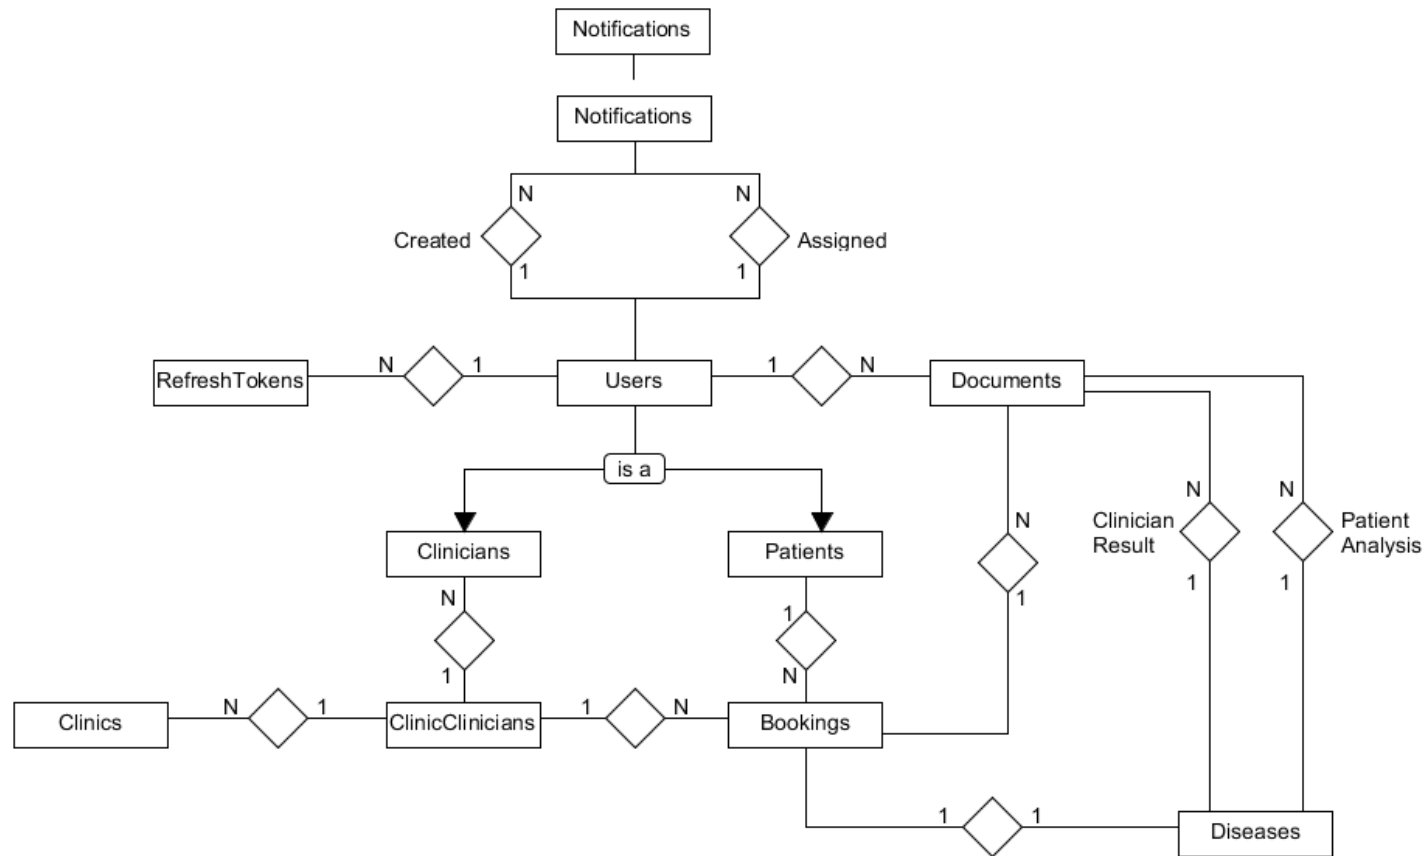 Notifications
Notifications
N
N
Created
Assigned
1
1
RefreshTokens
N
1
Users
1
N
Documents
is a
N
N
Clinician
Result
Patient
Analysis
N
1
1
1
Clinicians
Patients
N
1
1
N
Clinics
N
1
ClinicClinicians
1
N
Bookings
1
1
Diseases